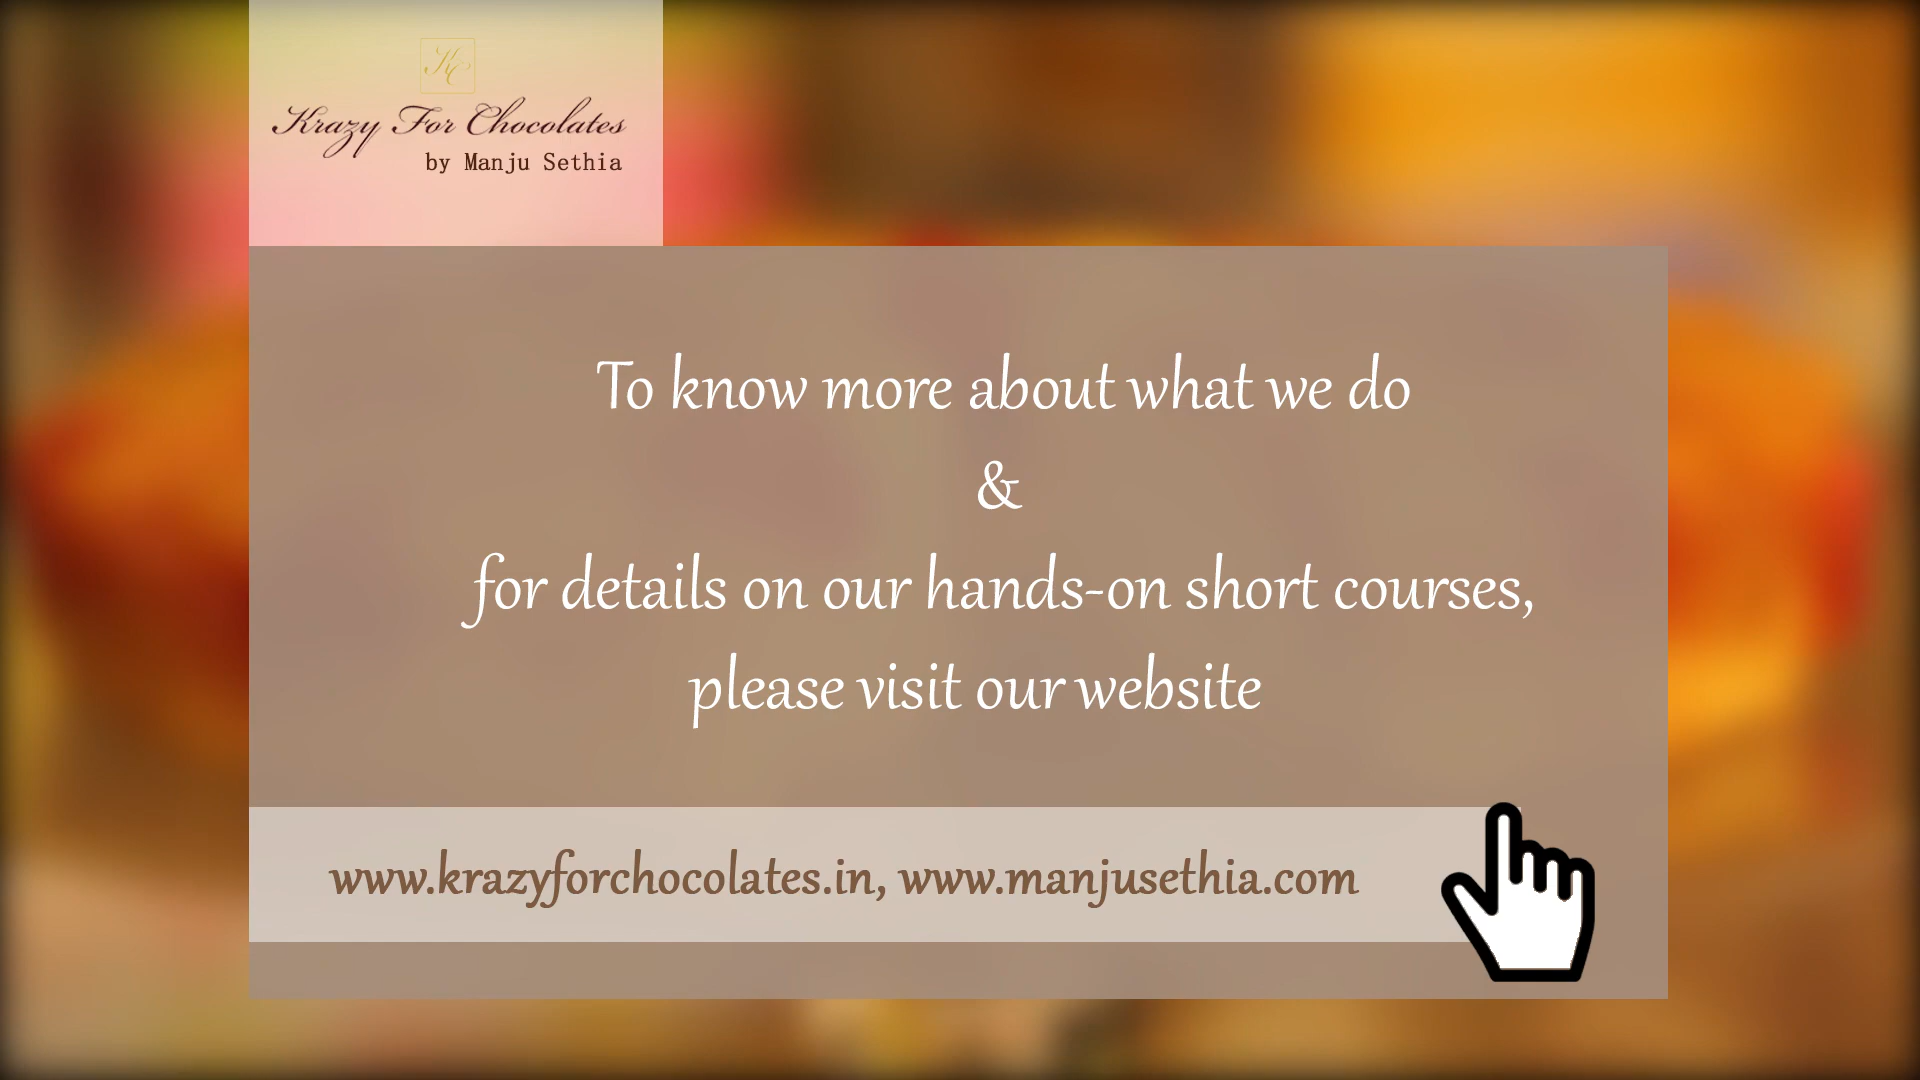 KC
Krazy For Chocolates
by Manju Sethia
To know more about what we do
&
for details on our hands-on short courses,
please visit our website
www.krazyforchocolates.in, www.manjusethia.com